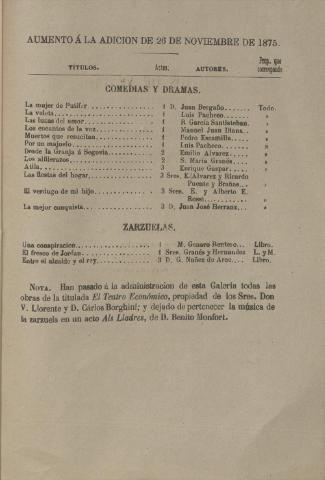 AUMENTO Á LA ADICION DE 26 DE NOVIEMBRE DE 1875.
TÍTULOS. Actos. AUTORES. Prop. que corresponde
COMEDIAS Y DRAMAS.
La mujer de Putifar 1 D. Juan Bergaño Todo.
La veleta 1 Luis Pacheco »
Las lucas del amor 1 R. García Santisteban »
Los encantos de la voz 1 Manuel Juan Diana »
Muertos que resucitan 1 Pedro Escamilla »
Por un majuelo 1 Luis Pacheco »
Desde la Granja á Segovia 2 Emilio Alvarez »
Los alfilerazos 2 S. María Granés »
Atila 3 Enrique Gaspar »
Las fiestas del hogar 3 Sres. E. Alvarez y Ricardo
Puente y Brañas »
El verdugo de mi hijo 3 Sres. E. y Alberto E.
Rossi »
La mejor conquista 3 D. Juan José Herranz »
ZARZUELAS.
Una conspiracion 1 M. Genaro Rentero Libro.
El fresco de Jordan 1 Sres. Granés y Hernandez L. y M.
Entre el alcalde y el rey 3 D. G. Nuñez de Arce Libro.
NOTA. Han pasado á la administracion de esta Galería todas las
obras de la titulada El Teatro Económico, propiedad de los Sres. Don
V. Llorente y D. Cárlos Borghini; y dejado de pertenecer la música de
la zarzuela en un acto Als Lladres, de D. Benito Monfort.